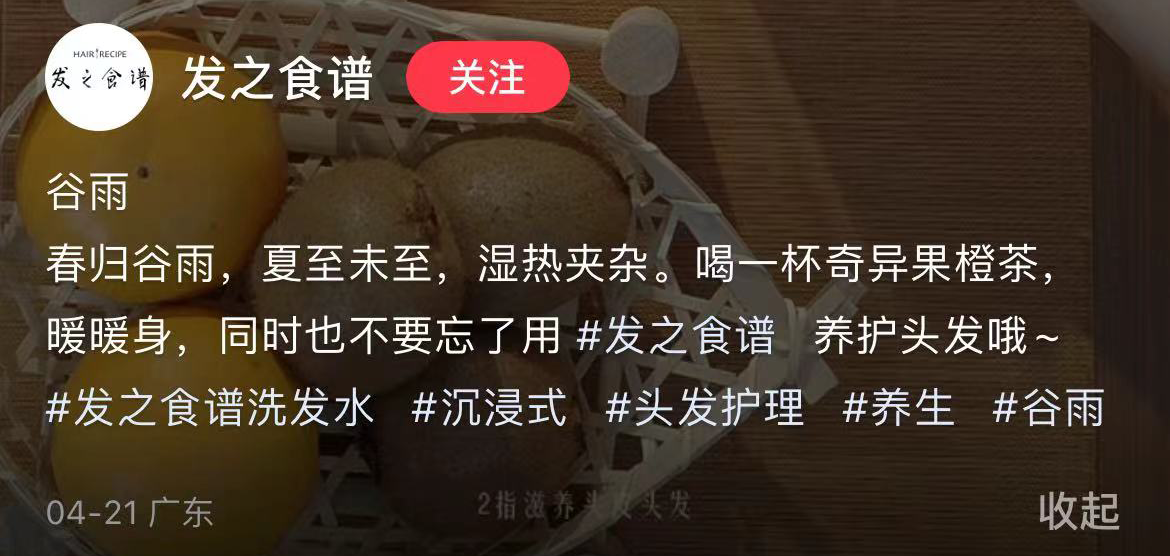 HAIR RECIPE
发之食谱
发之食谱 关注
谷雨
春归谷雨，夏至未至，湿热夹杂。喝一杯奇异果橙茶，
暖暖身，同时也不要忘了用 #发之食谱 养护头发哦~
#发之食谱洗发水 #沉浸式 #头发护理 #养生 #谷雨
2指滋养头皮头发
04-21 广东 收起